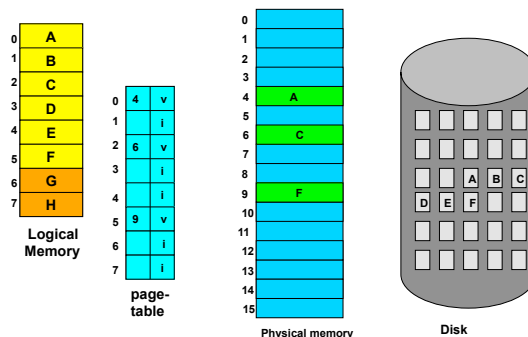 0 A
1 B
2 C
3 D
4 E
5 F
6 G
7 H
Logical
Memory
0 4 v
1 i
2 6 v
3 i
4 i
5 9 v
6 i
7 i
page-
table
0
1
2
3
4 A
5
6 C
7
8
9 F
10
11
12
13
14
15
Physical memory
A B C
D E F
Disk